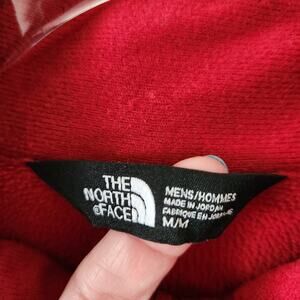 THE
NORTH
FACE
MENS/HOMMES
MADE IN JORDAN
FABRIQUE EN JORDANIE
M/M